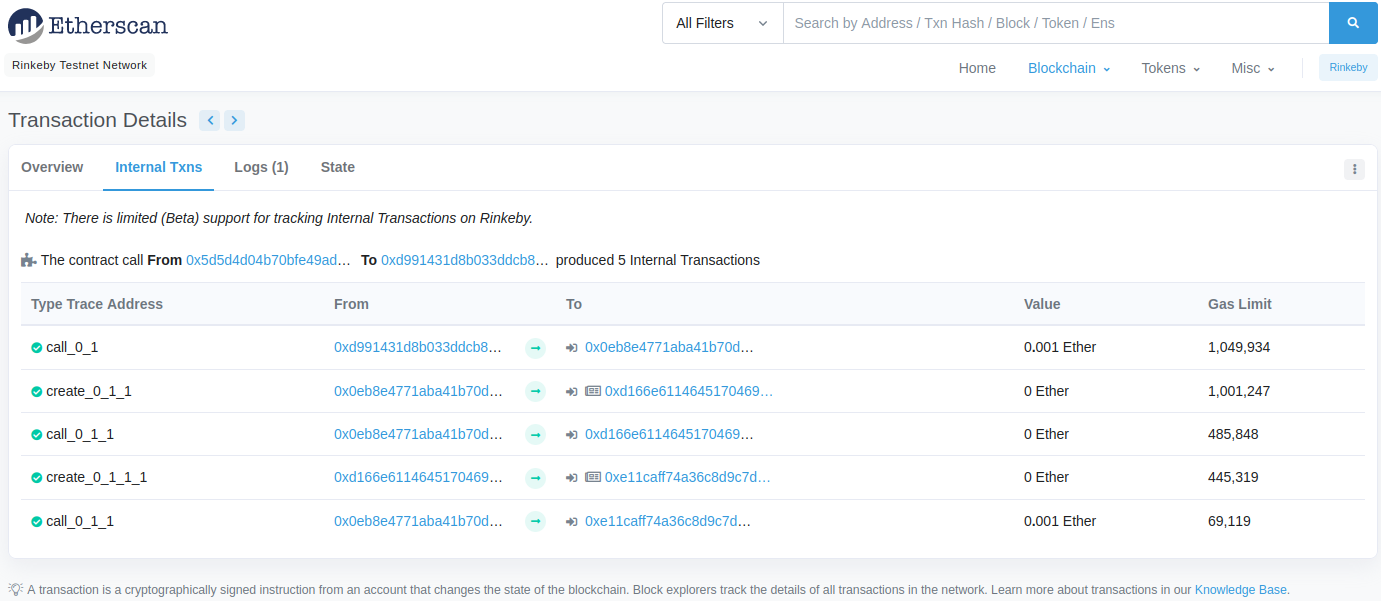 Etherscan
All Filters
Search by Address / Txn Hash / Block / Token / Ens
Rinkeby Testnet Network
Home Blockchain Tokens Misc Rinkeby
Transaction Details
Overview Internal Txns Logs (1) State
Note: There is limited (Beta) support for tracking Internal Transactions on Rinkeby.
The contract call From 0x5d5d4d04b70bfe49ad... To 0xd991431d8b033ddcb8... produced 5 Internal Transactions
Type Trace Address From To Value Gas Limit
call_0_1 0xd991431d8b033ddcb8... 0x0eb8e4771aba41b70d... 0.001 Ether 1,049,934
create_0_1_1 0x0eb8e4771aba41b70d... 0xd166e6114645170469... 0 Ether 1,001,247
call_0_1_1 0x0eb8e4771aba41b70d... 0xd166e6114645170469... 0 Ether 485,848
create_0_1_1_1 0xd166e6114645170469... 0xe11caff74a36c8d9c7d... 0 Ether 445,319
call_0_1_1 0x0eb8e4771aba41b70d... 0xe11caff74a36c8d9c7d... 0.001 Ether 69,119
A transaction is a cryptographically signed instruction from an account that changes the state of the blockchain. Block explorers track the details of all transactions in the network. Learn more about transactions in our Knowledge Base.